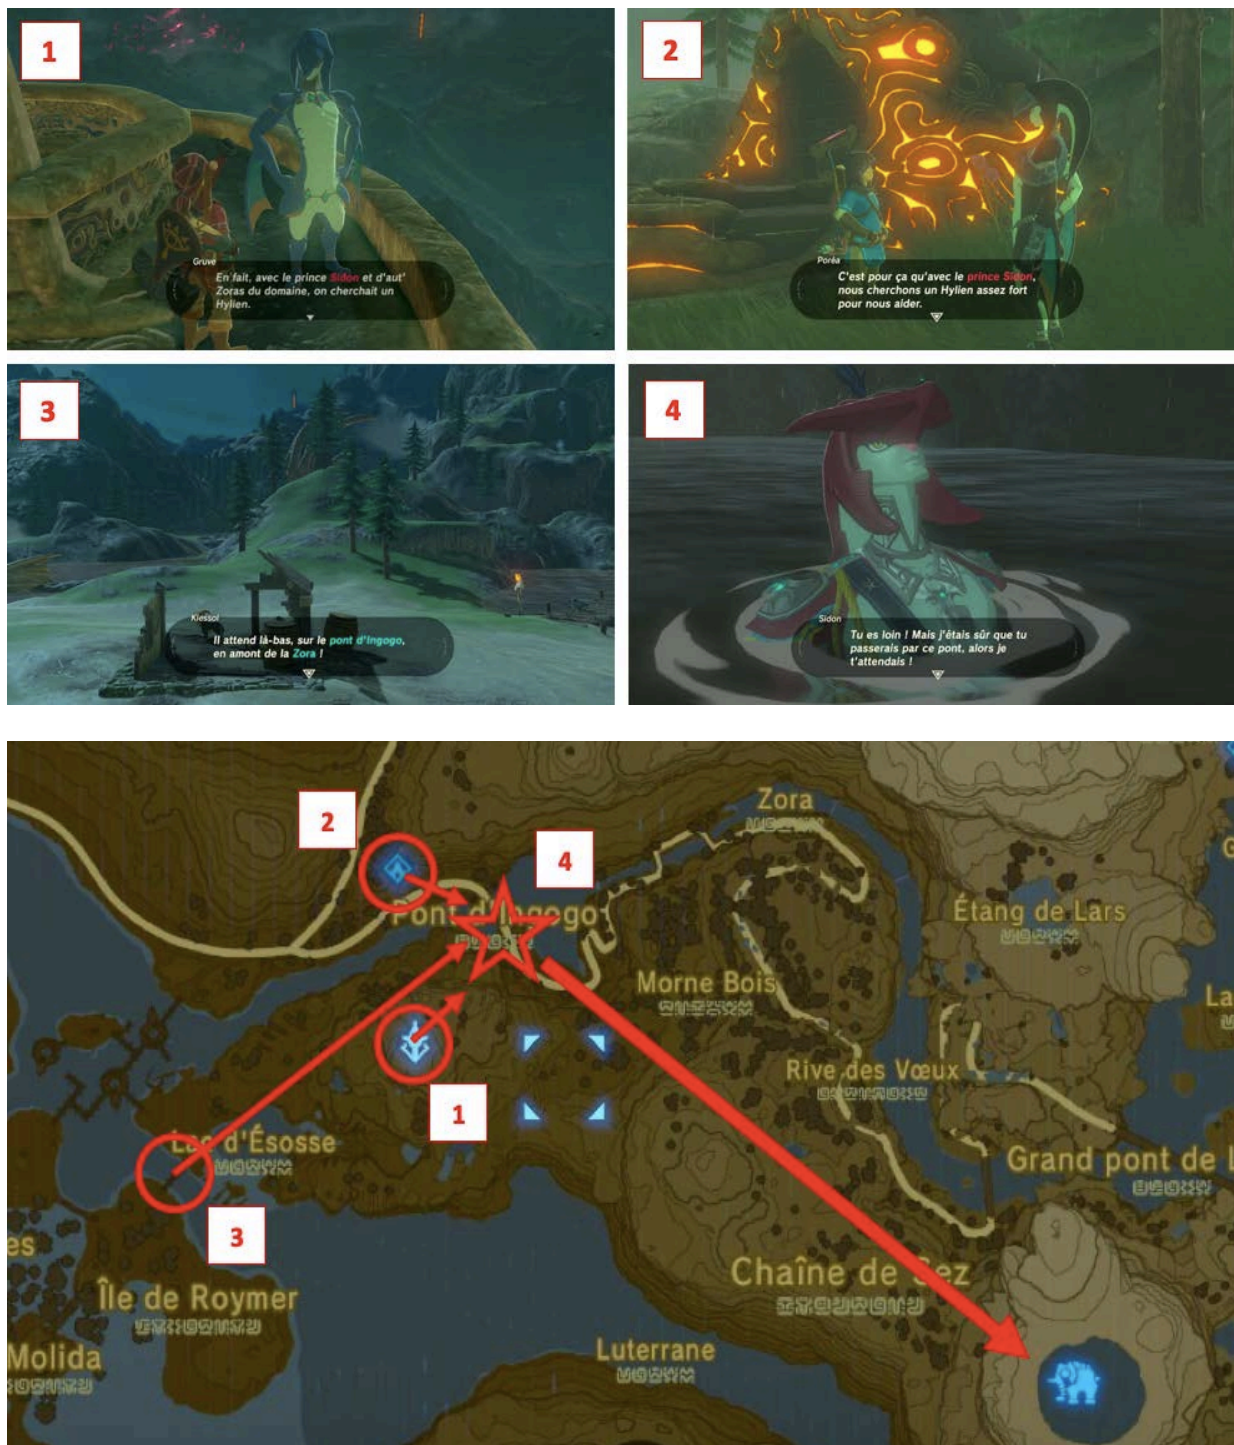 1
Gruve
En fait, avec le prince Sidon et d'aut'
Zoras du domaine, on cherchait un
Hylien.
2
Poréa
C'est pour ça qu'avec le prince Sidon,
nous cherchons un Hylien assez fort
pour nous aider.
3
Kiessol
Il attend là-bas, sur le pont d'Ingogo,
en amont de la Zora !
4
Sidon
Tu es loin ! Mais j'étais sûr que tu
passerais par ce pont, alors je
t'attendais !
Zora
2
4
Pont d'Ingogo
Étang de Lars
Morne Bois
La
Rive des Vœux
1
Lac d'Ésosse
Grand pont de L
3
es
Chaîne de Sez
Île de Roymer
Molida
Luterrane